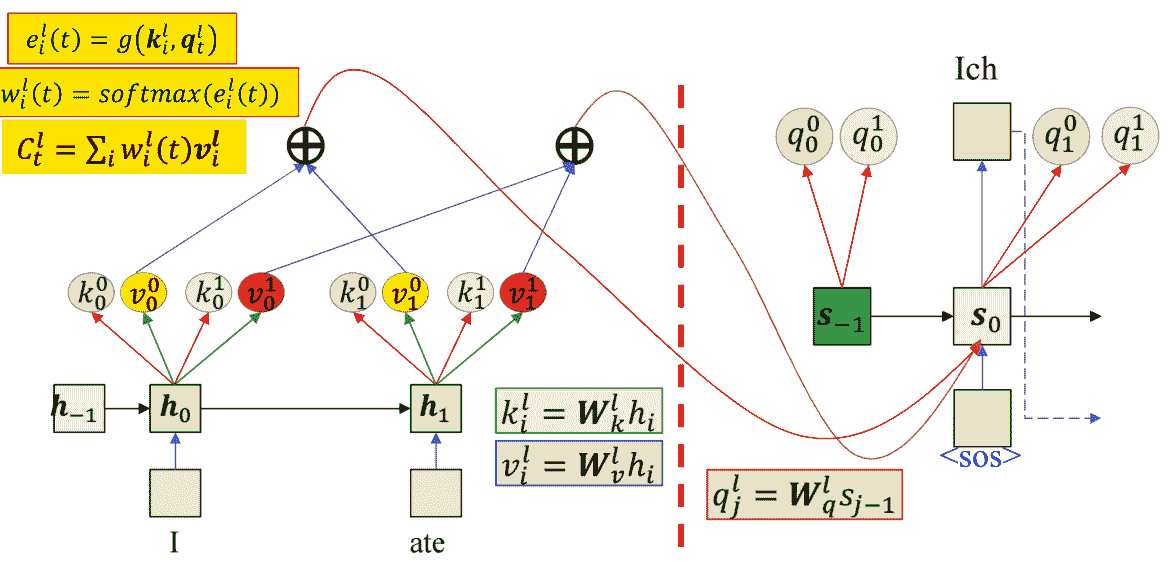 e_i^l(t) = g(k_i^l, q_t^l)
w_i^l(t) = softmax(e_i^l(t))
C_t^l = ∑_i w_i^l(t)v_i^l
Ich
q_0^0 q_0^1 q_1^0 q_1^1
k_0^0 v_0^0 k_0^1 v_0^1 k_1^0 v_1^0 k_1^1 v_1^1
s_{-1} s_0
h_{-1} h_0 h_1
k_i^l = W_k^l h_i
v_i^l = W_v^l h_i
<sos>
q_j^l = W_q^l s_{j-1}
I ate